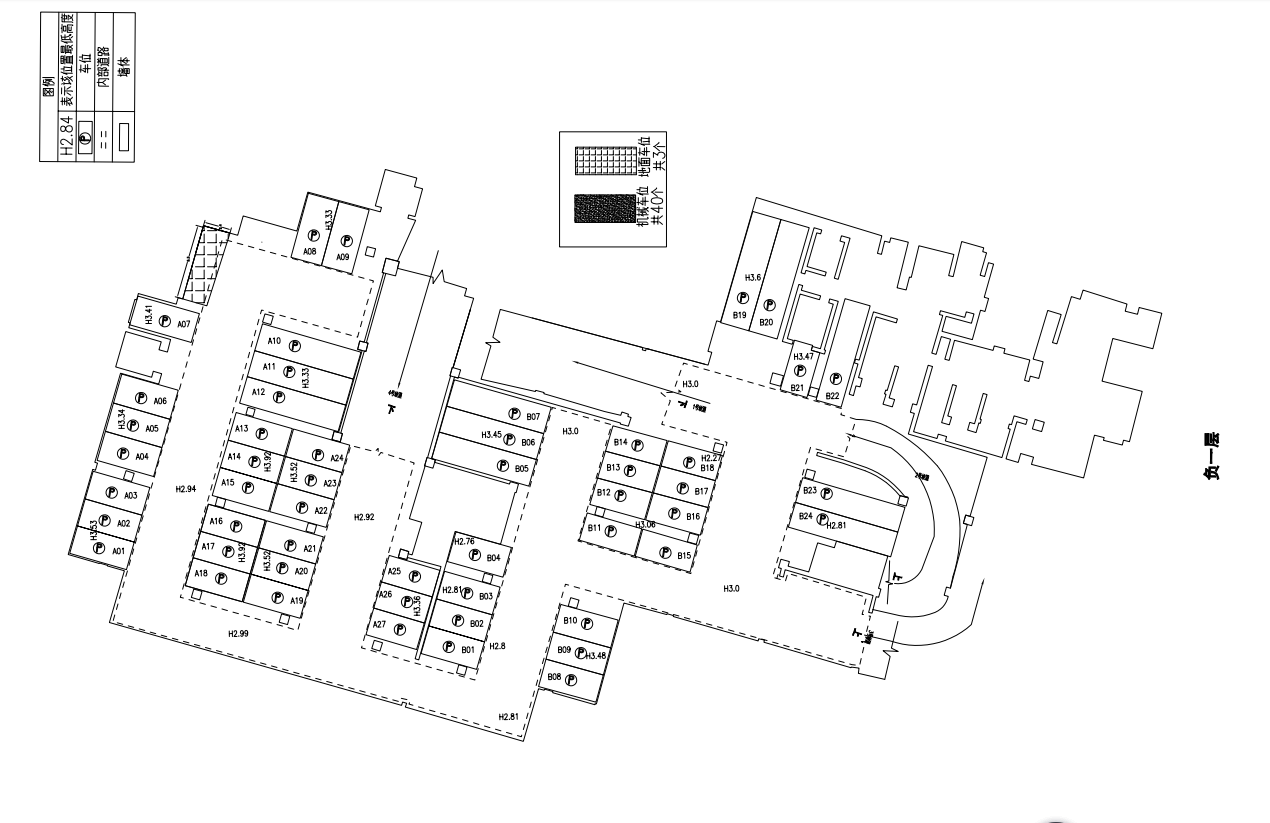 图例
H2.84 表示该位置最低高度
P 车位
内部道路
墙体
地面车位
共3个
机械车位
共40个
负一层
H3.33
P
A08
P
A09
H3.41
P
A07
P
A06
H3.34
P
A05
P
A04
P
A03
H3.53
P
A02
P
A01
A10
P
A11
P
H3.33
A12
P
A13
P
A14
P
H3.92
A15
P
P
A24
H3.52
P
A23
P
A22
A16
P
A17
P
H3.92
A18
P
P
A21
H3.52
P
A20
P
A19
H2.94
H2.92
H2.99
P
B07
H3.45
P
B06
P
B05
H3.0
H2.76
P
B04
A25
P
A26
P
H3.36
A27
P
H2.81
P
B03
P
B02
P
B01
H2.8
H2.81
B10
P
B09
P
H3.48
B08
P
B14
P
B13
P
B12
P
B11
P
H3.06
H2.27
P
B18
P
B17
P
B16
P
B15
H3.0
H3.0
H3.6
P
B19
P
B20
H3.47
P
B21
P
B22
B23
P
B24
P
H2.81